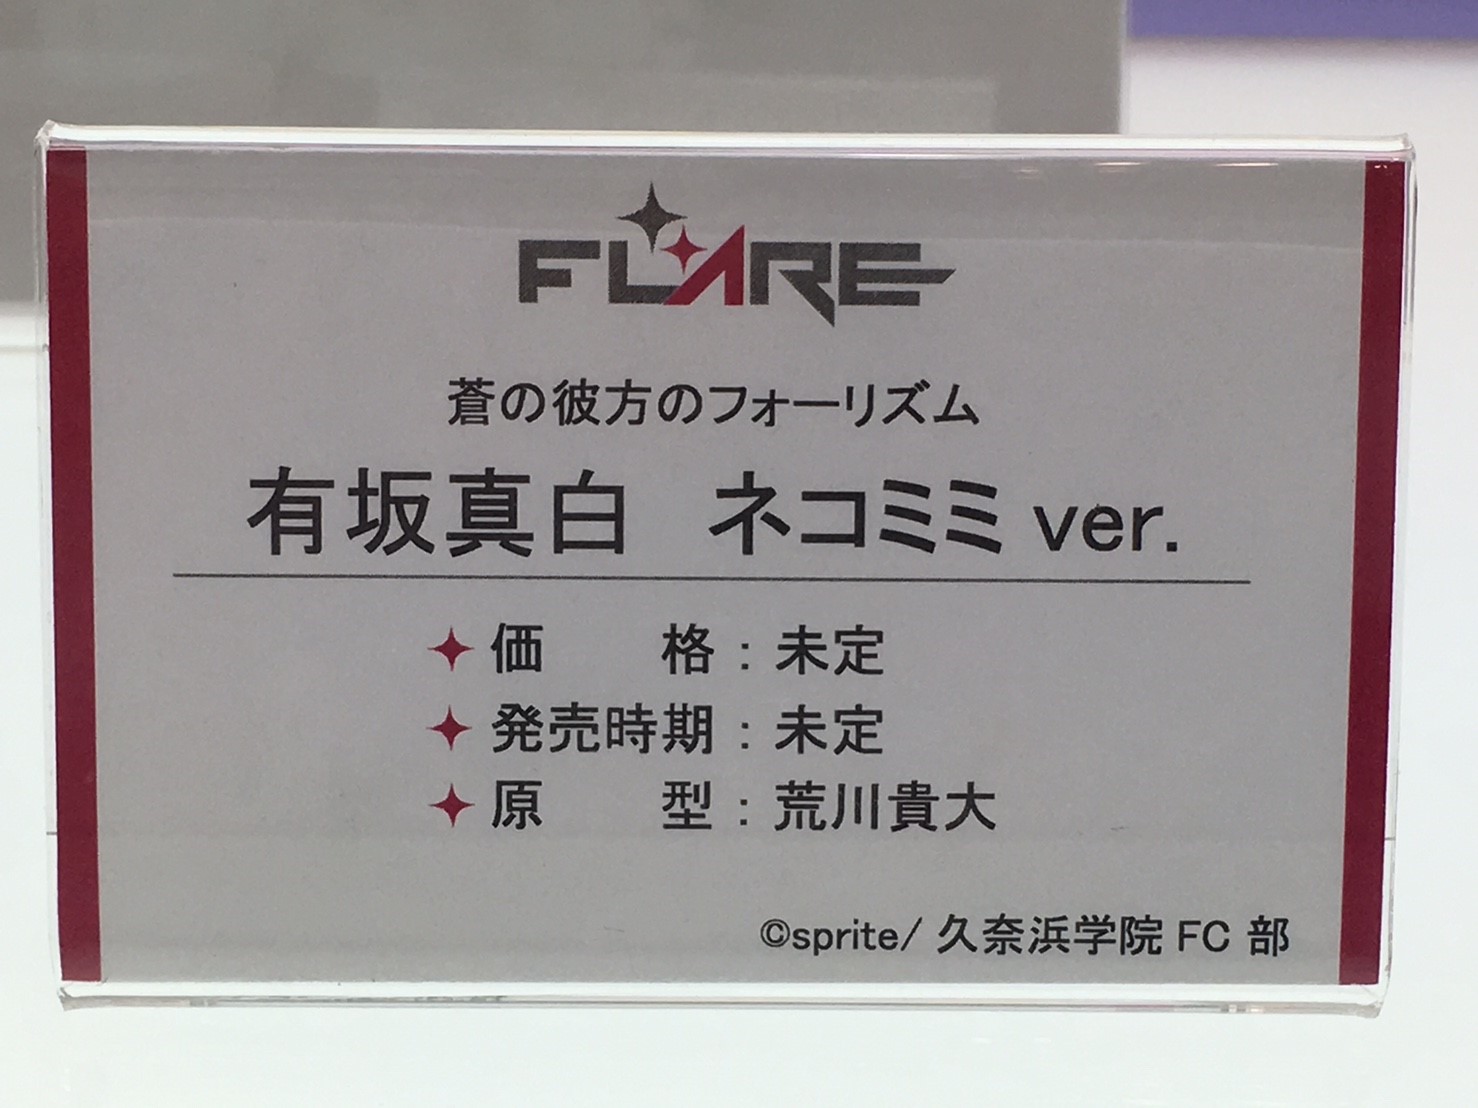 FLARE
蒼の彼方のフォーリズム
有坂真白　ネコミミ ver.
価　　格：未定
発売時期：未定
原　　型：荒川貴大
©sprite/ 久奈浜学院 FC 部